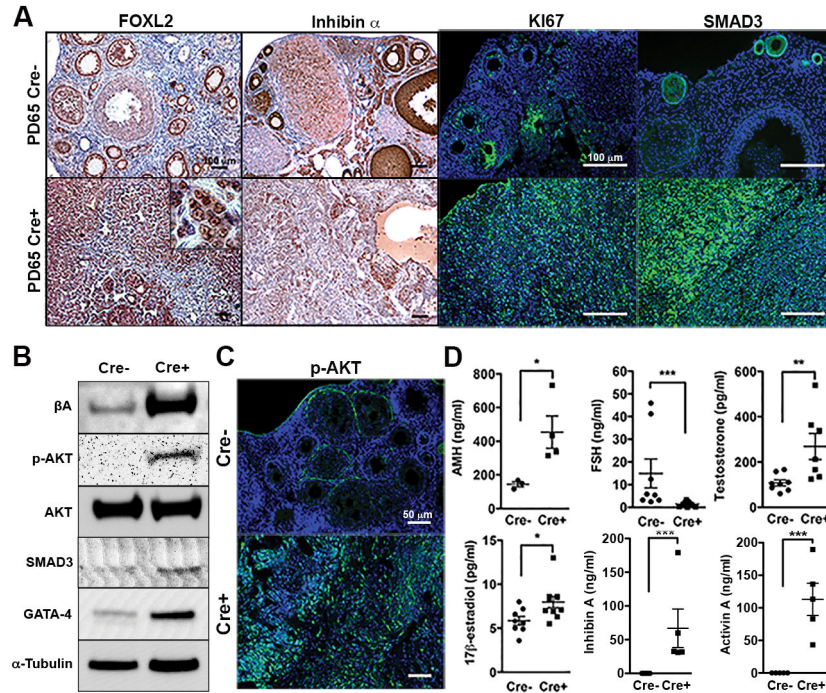 A
FOXL2
Inhibin α
KI67
SMAD3
PD65 Cre-
100 µm
100 µm
PD65 Cre+
B
Cre-
Cre+
βA
p-AKT
AKT
SMAD3
GATA-4
α-Tubulin
C
p-AKT
Cre-
50 µm
Cre+
D
AMH (ng/ml)
800
600
400
200
0
*
Cre- Cre+
FSH (ng/ml)
50
40
30
20
10
0
***
Cre- Cre+
Testosterone (pg/ml)
600
400
200
0
**
Cre- Cre+
17β-estradiol (pg/ml)
15
10
5
0
*
Cre- Cre+
Inhibin A (ng/ml)
200
150
100
50
0
***
Cre- Cre+
Activin A (ng/ml)
200
150
100
50
0
***
Cre- Cre+